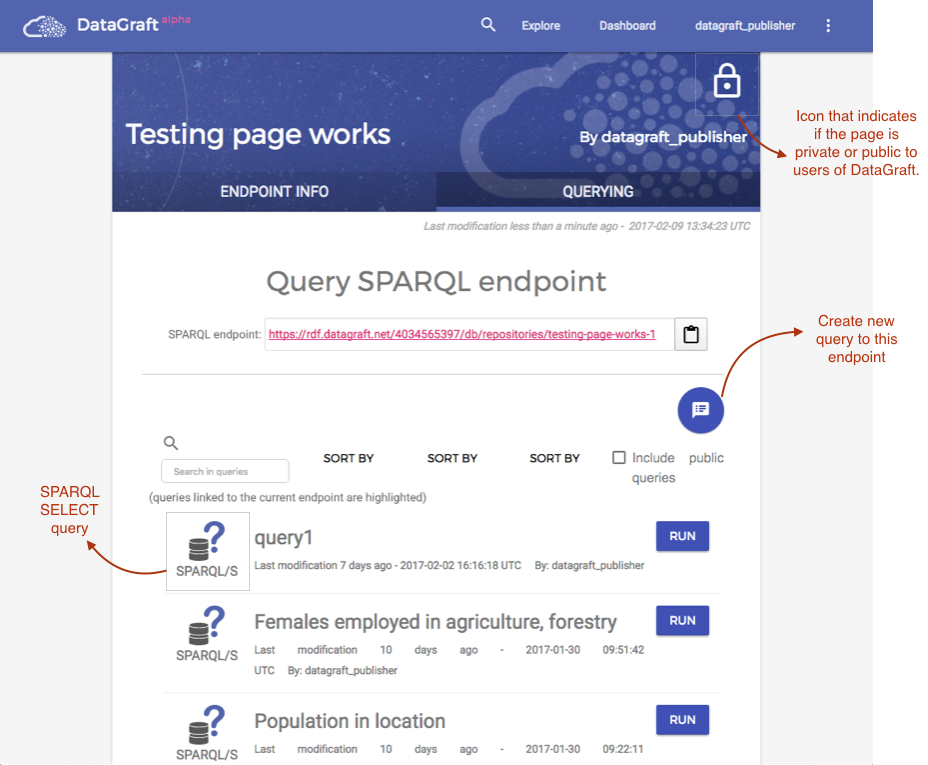 DataGraft alpha
Explore
Dashboard
datagraft_publisher
Testing page works
By datagraft_publisher
Icon that indicates
if the page is
private or public to
users of DataGraft.
ENDPOINT INFO
QUERYING
Last modification less than a minute ago - 2017-02-09 13:34:23 UTC
Query SPARQL endpoint
SPARQL endpoint:
https://rdf.datagraft.net/4034565397/db/repositories/testing-page-works-1
Create new
query to this
endpoint
Search in queries
SORT BY
SORT BY
SORT BY
Include public
queries
(queries linked to the current endpoint are highlighted)
SPARQL
SELECT
query
SPARQL/S
query1
Last modification 7 days ago - 2017-02-02 16:16:18 UTC By: datagraft_publisher
RUN
SPARQL/S
Females employed in agriculture, forestry
Last modification 10 days ago - 2017-01-30 09:51:42
UTC By: datagraft_publisher
RUN
SPARQL/S
Population in location
Last modification 10 days ago - 2017-01-30 09:22:11
RUN